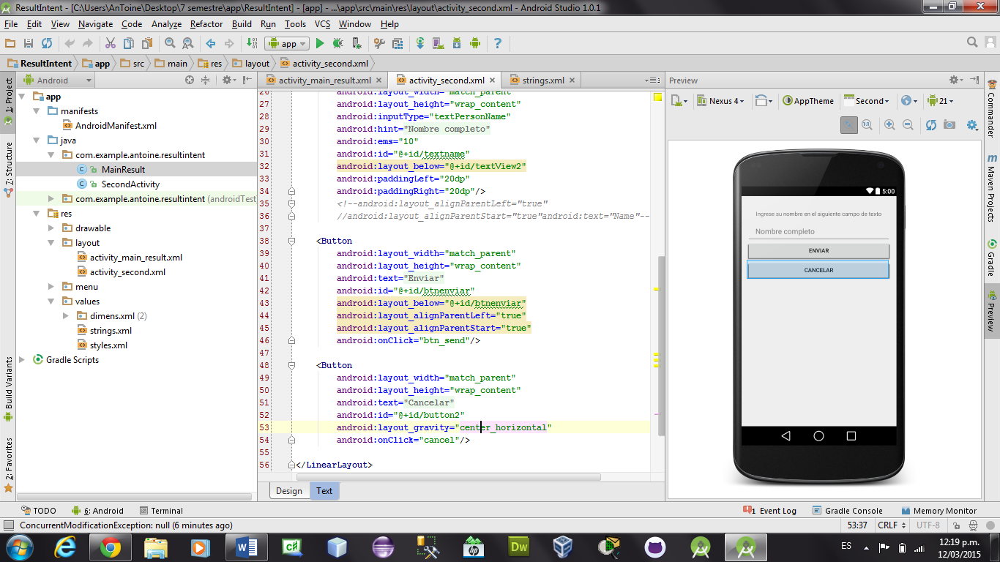 ResultIntent - [C:\Users\AnToine\Desktop\7 semestre\app\ResultIntent] - [app] - ...\app\src\main\res\layout\activity_second.xml - Android Studio 1.0.1
File Edit View Navigate Code Analyze Refactor Build Run Tools VCS Window Help
app
ResultIntent app src main res layout activity_second.xml
1: Project
7: Structure
Build Variants
2: Favorites
Android
app
manifests
AndroidManifest.xml
java
com.example.antoine.resultintent
MainResult
SecondActivity
com.example.antoine.resultintent (androidTest
res
drawable
layout
activity_main_result.xml
activity_second.xml
menu
values
dimens.xml (2)
strings.xml
styles.xml
Gradle Scripts
activity_main_result.xml activity_second.xml strings.xml
26 android:layout_width="match_parent"
27 android:layout_height="wrap_content"
28 android:inputType="textPersonName"
29 android:hint="Nombre completo"
30 android:ems="10"
31 android:id="@+id/textname"
32 android:layout_below="@+id/textView2"
33 android:paddingLeft="20dp"
34 android:paddingRight="20dp"/>
35 <!--android:layout_alignParentLeft="true"
36 //android:layout_alignParentStart="true"android:text="Name"--
37
38 <Button
39 android:layout_width="match_parent"
40 android:layout_height="wrap_content"
41 android:text="Enviar"
42 android:id="@+id/btnenviar"
43 android:layout_below="@+id/btnenviar"
44 android:layout_alignParentLeft="true"
45 android:layout_alignParentStart="true"
46 android:onClick="btn_send"/>
47
48 <Button
49 android:layout_width="match_parent"
50 android:layout_height="wrap_content"
51 android:text="Cancelar"
52 android:id="@+id/button2"
53 android:layout_gravity="center_horizontal"
54 android:onClick="cancel"/>
55
56 </LinearLayout>
Design Text
Preview
Nexus 4 AppTheme Second 21
1:1
5:00
Ingrese su nombre en el siguiente campo de texto
Nombre completo
ENVIAR
CANCELAR
Commander
Maven Projects
Gradle
Preview
TODO 6: Android Terminal
1 Event Log Gradle Console Memory Monitor
ConcurrentModificationException: null (6 minutes ago)
53:37 CRLF UTF-8
W C# hp Dw
ES
12:19 p.m.
12/03/2015